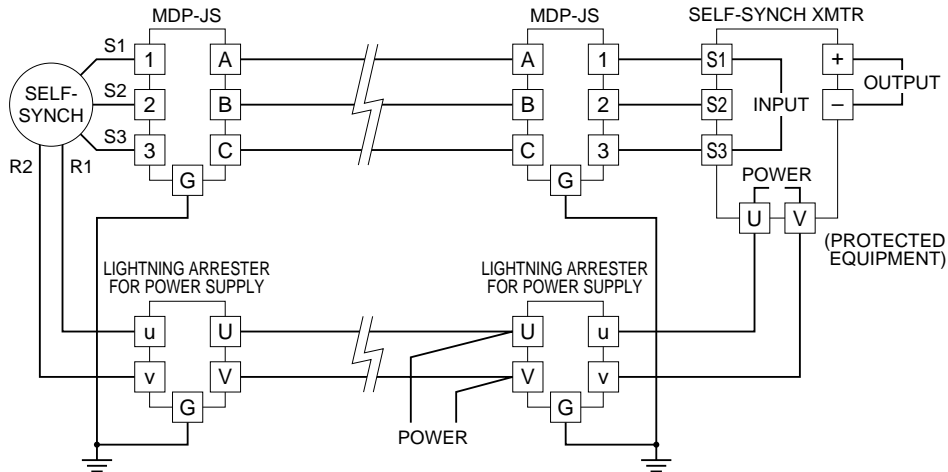 MDP-JS MDP-JS SELF-SYNCH XMTR
S1 1 A A 1 S1 +
OUTPUT
SELF-
SYNCH
S2 2 B B 2 S2 INPUT –
S3 3 C C 3 S3
R2 R1 G G POWER
U V
(PROTECTED
EQUIPMENT)
LIGHTNING ARRESTER
FOR POWER SUPPLY
LIGHTNING ARRESTER
FOR POWER SUPPLY
u U U u
v V V v
G G
POWER